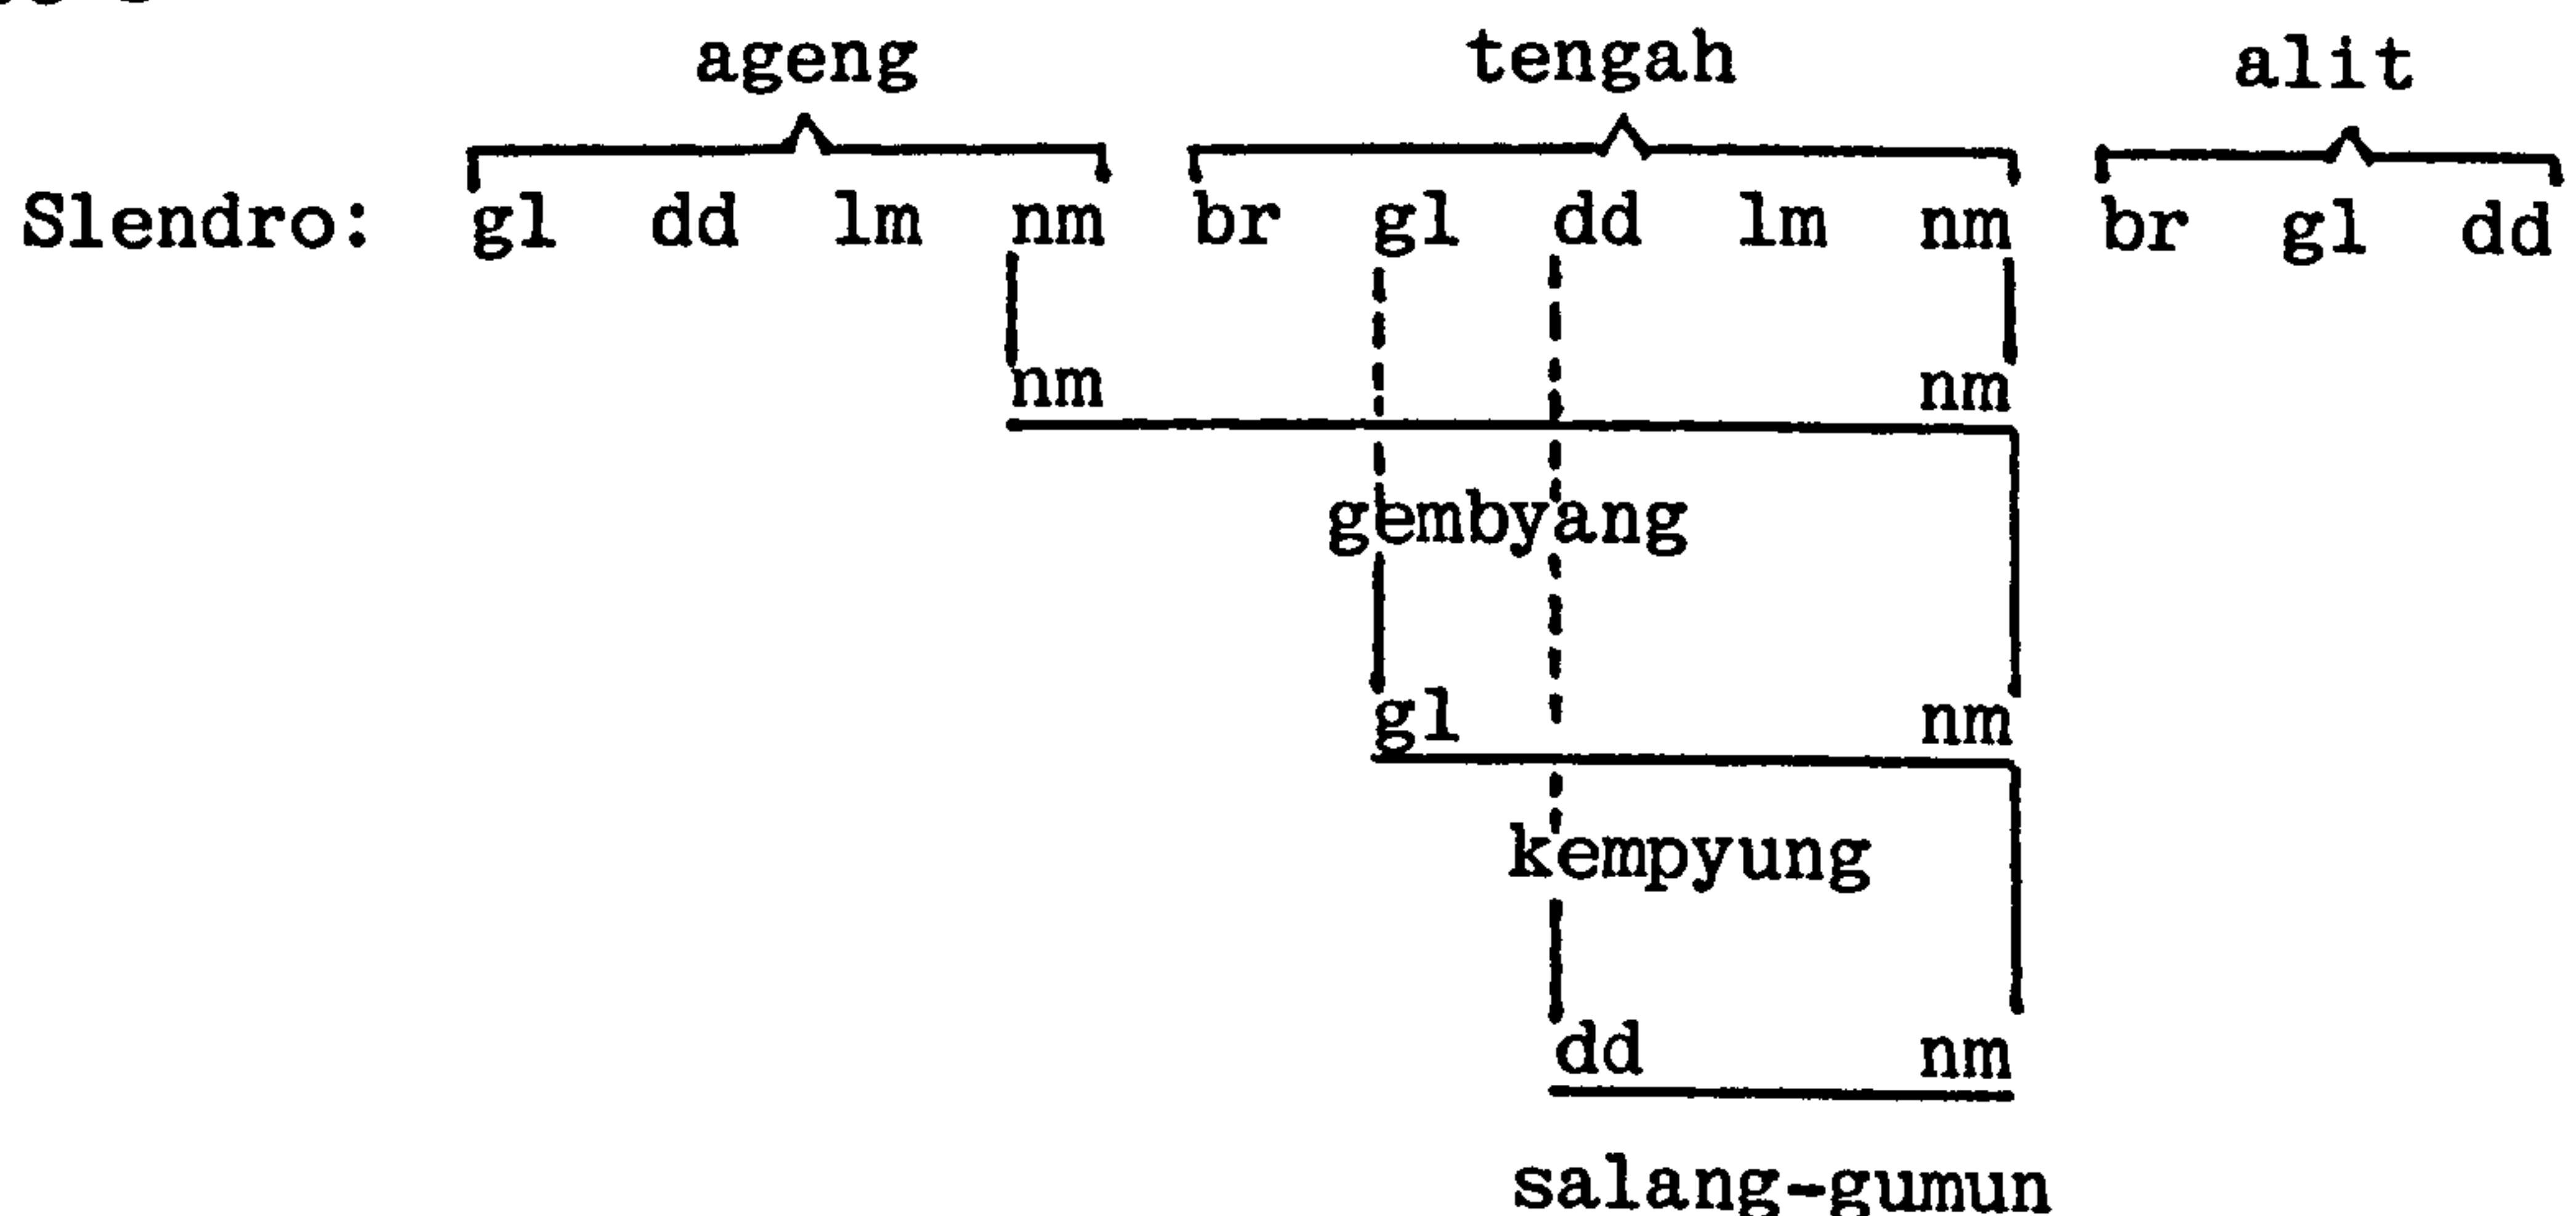 ageng tengah alit
Slendro: gl dd lm nm br gl dd lm nm br gl dd
nm nm
gembyang
gl nm
kempyung
dd nm
salang-gumun